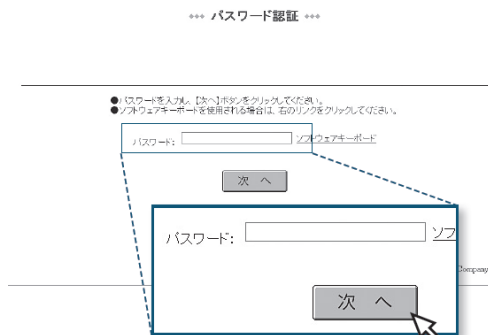 *** パスワード認証 ***
●パスワードを入力し、【次へ】ボタンをクリックしてください。
●ソフトウェアキーボードを使用される場合は、右のリンクをクリックしてください。
パスワード: ソフトウェアキーボード
次 へ
パスワード: ソフ
次 へ
Company